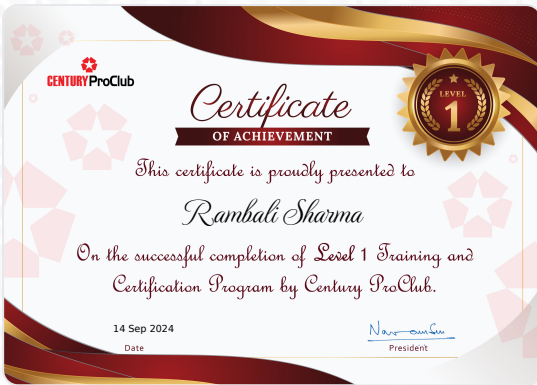 CENTURY ProClub
Certificate
OF ACHIEVEMENT
LEVEL
1
This certificate is proudly presented to
Rambali Sharma
On the successful completion of Level 1 Training and
Certification Program by Century ProClub.
14 Sep 2024
Date
President